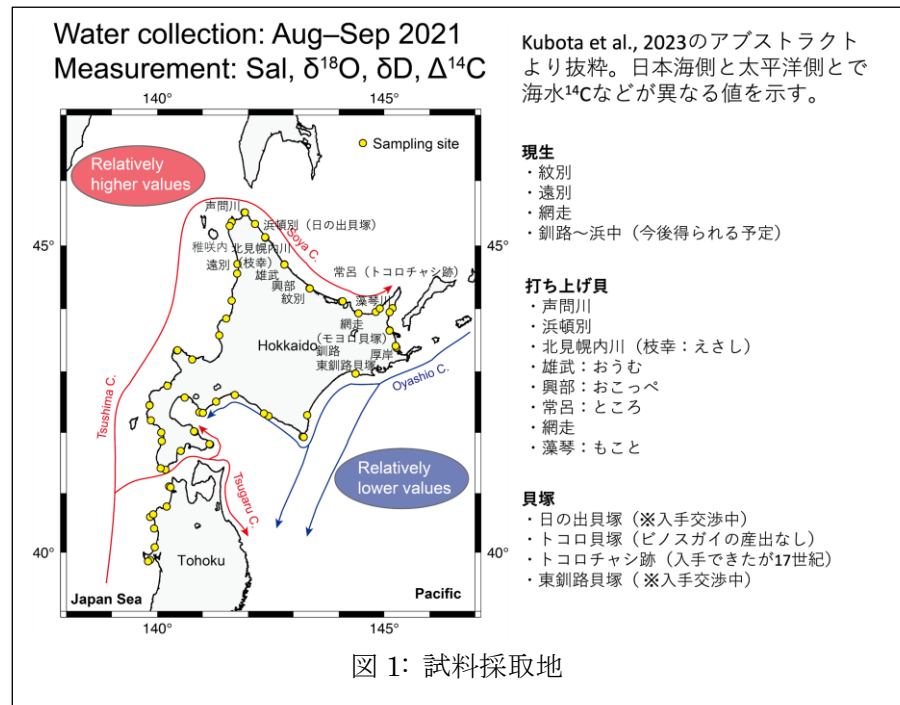 Water collection: Aug–Sep 2021
Measurement: Sal, δ¹⁸O, δD, Δ¹⁴C
140°
145°
Sampling site
Relatively
higher values
声問川
浜頓別（日の出貝塚）
Soya C.
45°
45°
稚咲内
北見幌内川
（枝幸）
遠別
雄武
興部
紋別
常呂（トコロチャシ跡）
藻琴川
網走
（モヨロ貝塚）
Hokkaido
釧路
厚岸
東釧路貝塚
Oyashio C.
Tsushima C.
Relatively
lower values
Tsugaru C.
40°
40°
Tohoku
Japan Sea
Pacific
140°
145°
Kubota et al., 2023のアブストラクト
より抜粋。日本海側と太平洋側とで
海水¹⁴Cなどが異なる値を示す。
現生
・紋別
・遠別
・網走
・釧路～浜中（今後得られる予定）
打ち上げ貝
・声問川
・浜頓別
・北見幌内川（枝幸：えさし）
・雄武：おうむ
・興部：おこっぺ
・常呂：ところ
・網走
・藻琴：もこと
貝塚
・日の出貝塚（※入手交渉中）
・トコロ貝塚（ビノスガイの産出なし）
・トコロチャシ跡（入手できたが17世紀）
・東釧路貝塚（ ※入手交渉中）
図 1: 試料採取地